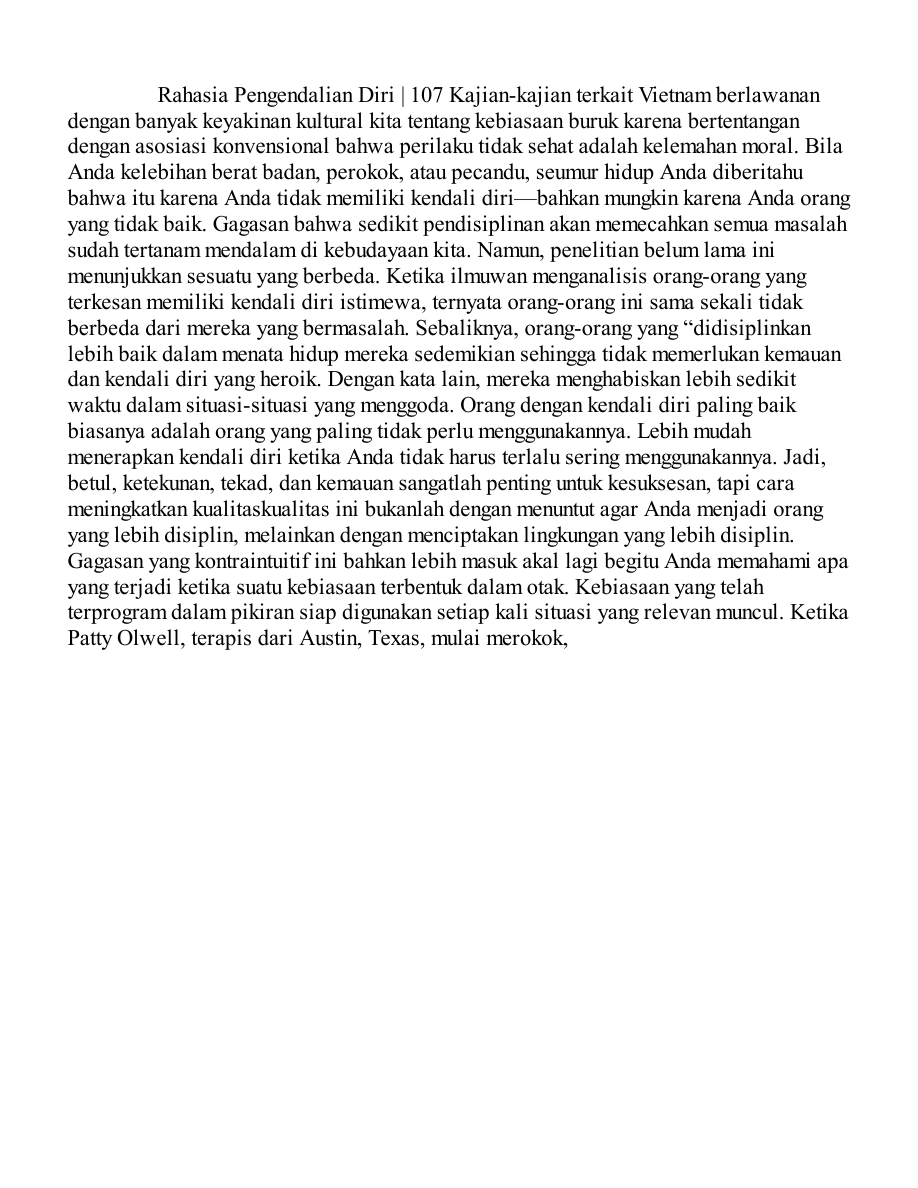 Rahasia Pengendalian Diri | 107 Kajian-kajian terkait Vietnam berlawanan
dengan banyak keyakinan kultural kita tentang kebiasaan buruk karena bertentangan
dengan asosiasi konvensional bahwa perilaku tidak sehat adalah kelemahan moral. Bila
Anda kelebihan berat badan, perokok, atau pecandu, seumur hidup Anda diberitahu
bahwa itu karena Anda tidak memiliki kendali diri—bahkan mungkin karena Anda orang
yang tidak baik. Gagasan bahwa sedikit pendisiplinan akan memecahkan semua masalah
sudah tertanam mendalam di kebudayaan kita. Namun, penelitian belum lama ini
menunjukkan sesuatu yang berbeda. Ketika ilmuwan menganalisis orang-orang yang
terkesan memiliki kendali diri istimewa, ternyata orang-orang ini sama sekali tidak
berbeda dari mereka yang bermasalah. Sebaliknya, orang-orang yang “didisiplinkan
lebih baik dalam menata hidup mereka sedemikian sehingga tidak memerlukan kemauan
dan kendali diri yang heroik. Dengan kata lain, mereka menghabiskan lebih sedikit
waktu dalam situasi-situasi yang menggoda. Orang dengan kendali diri paling baik
biasanya adalah orang yang paling tidak perlu menggunakannya. Lebih mudah
menerapkan kendali diri ketika Anda tidak harus terlalu sering menggunakannya. Jadi,
betul, ketekunan, tekad, dan kemauan sangatlah penting untuk kesuksesan, tapi cara
meningkatkan kualitaskualitas ini bukanlah dengan menuntut agar Anda menjadi orang
yang lebih disiplin, melainkan dengan menciptakan lingkungan yang lebih disiplin.
Gagasan yang kontraintuitif ini bahkan lebih masuk akal lagi begitu Anda memahami apa
yang terjadi ketika suatu kebiasaan terbentuk dalam otak. Kebiasaan yang telah
terprogram dalam pikiran siap digunakan setiap kali situasi yang relevan muncul. Ketika
Patty Olwell, terapis dari Austin, Texas, mulai merokok,